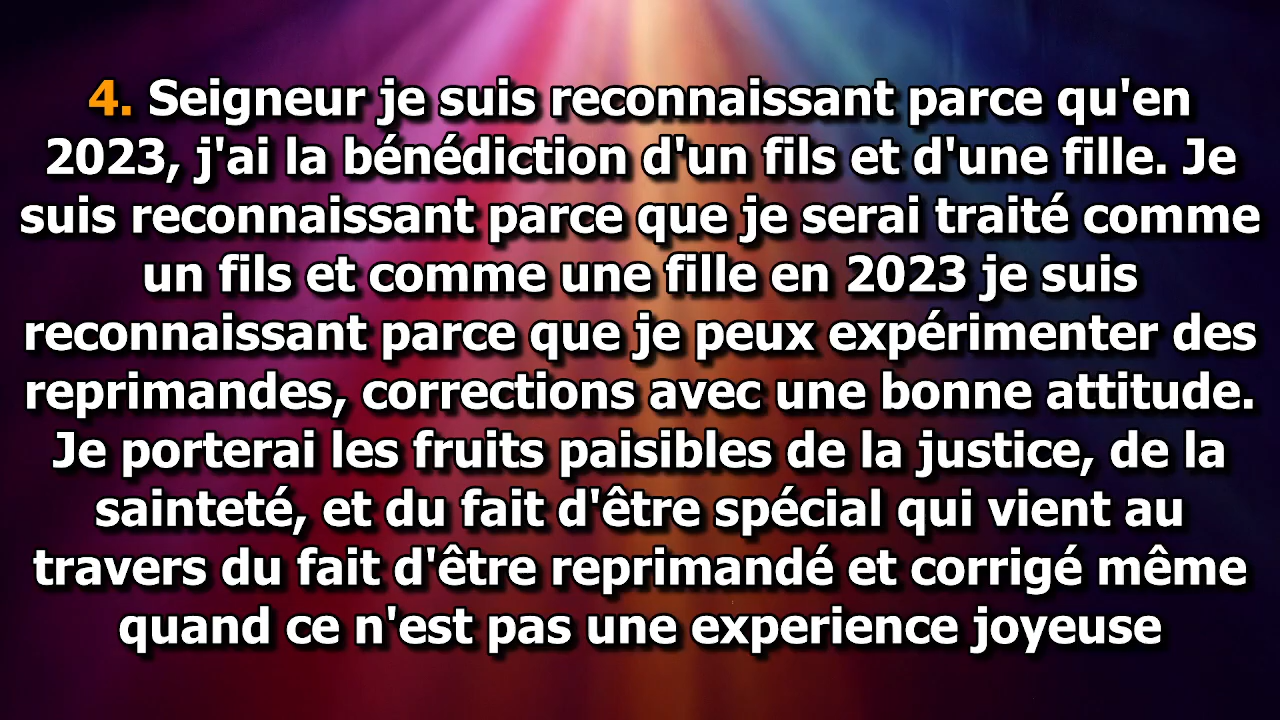 4. Seigneur je suis reconnaissant parce qu'en
2023, j'ai la bénédiction d'un fils et d'une fille. Je
suis reconnaissant parce que je serai traité comme
un fils et comme une fille en 2023 je suis
reconnaissant parce que je peux expérimenter des
reprimandes, corrections avec une bonne attitude.
Je porterai les fruits paisibles de la justice, de la
sainteté, et du fait d'être spécial qui vient au
travers du fait d'être reprimandé et corrigé même
quand ce n'est pas une experience joyeuse